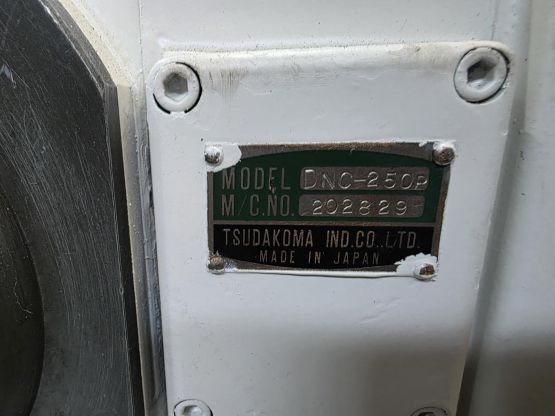 MODEL DNC-250P
M/C.NO. 202829
TSUDAKOMA IND.CO.,LTD.
MADE IN JAPAN